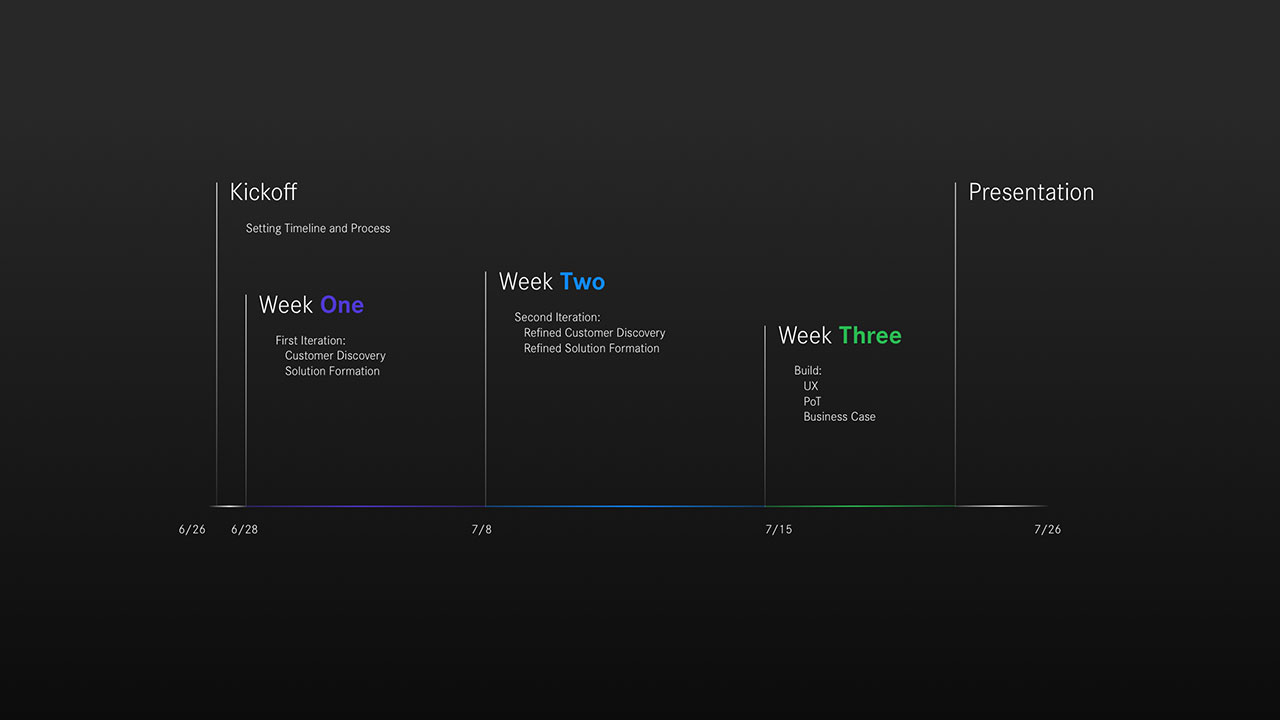 Kickoff
Setting Timeline and Process
Week One
First Iteration:
Customer Discovery
Solution Formation
Week Two
Second Iteration:
Refined Customer Discovery
Refined Solution Formation
Week Three
Build:
UX
PoT
Business Case
Presentation
6/26
6/28
7/8
7/15
7/26